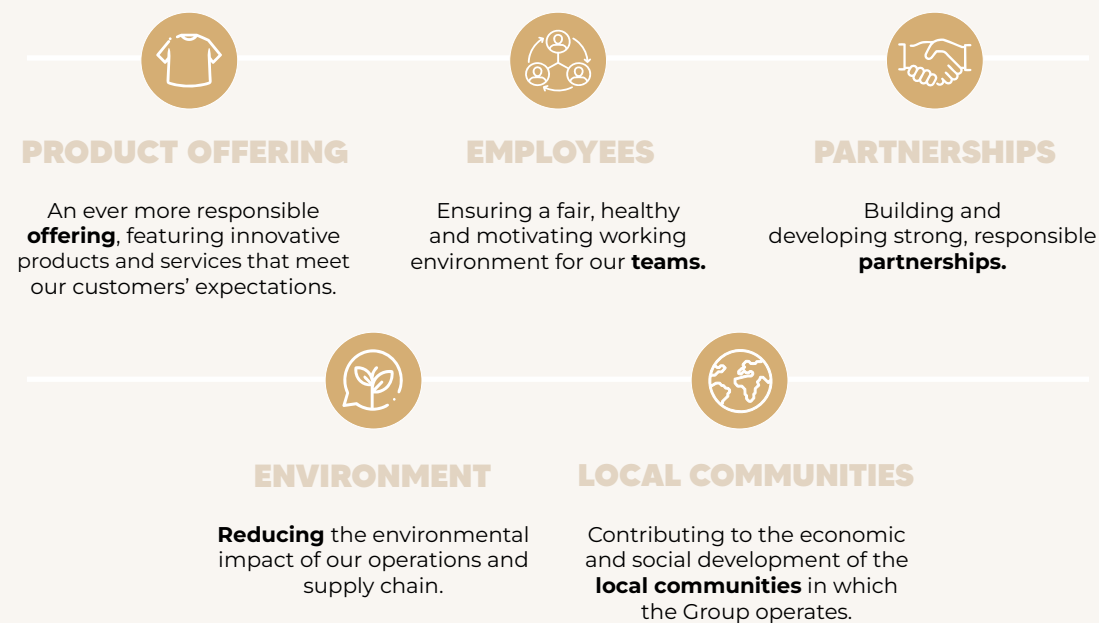 PRODUCT OFFERING
An ever more responsible
offering, featuring innovative
products and services that meet
our customers’ expectations.
EMPLOYEES
Ensuring a fair, healthy
and motivating working
environment for our teams.
PARTNERSHIPS
Building and
developing strong, responsible
partnerships.
ENVIRONMENT
Reducing the environmental
impact of our operations and
supply chain.
LOCAL COMMUNITIES
Contributing to the economic
and social development of the
local communities in which
the Group operates.